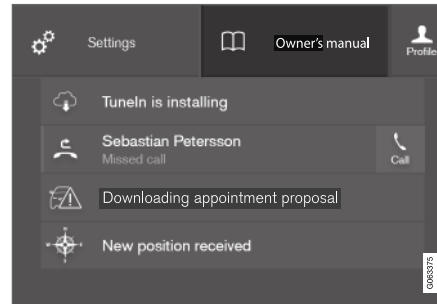 Settings
Owner's manual
Profile
TuneIn is installing
Sebastian Petersson
Missed call
Call
Downloading appointment proposal
New position received
G063375